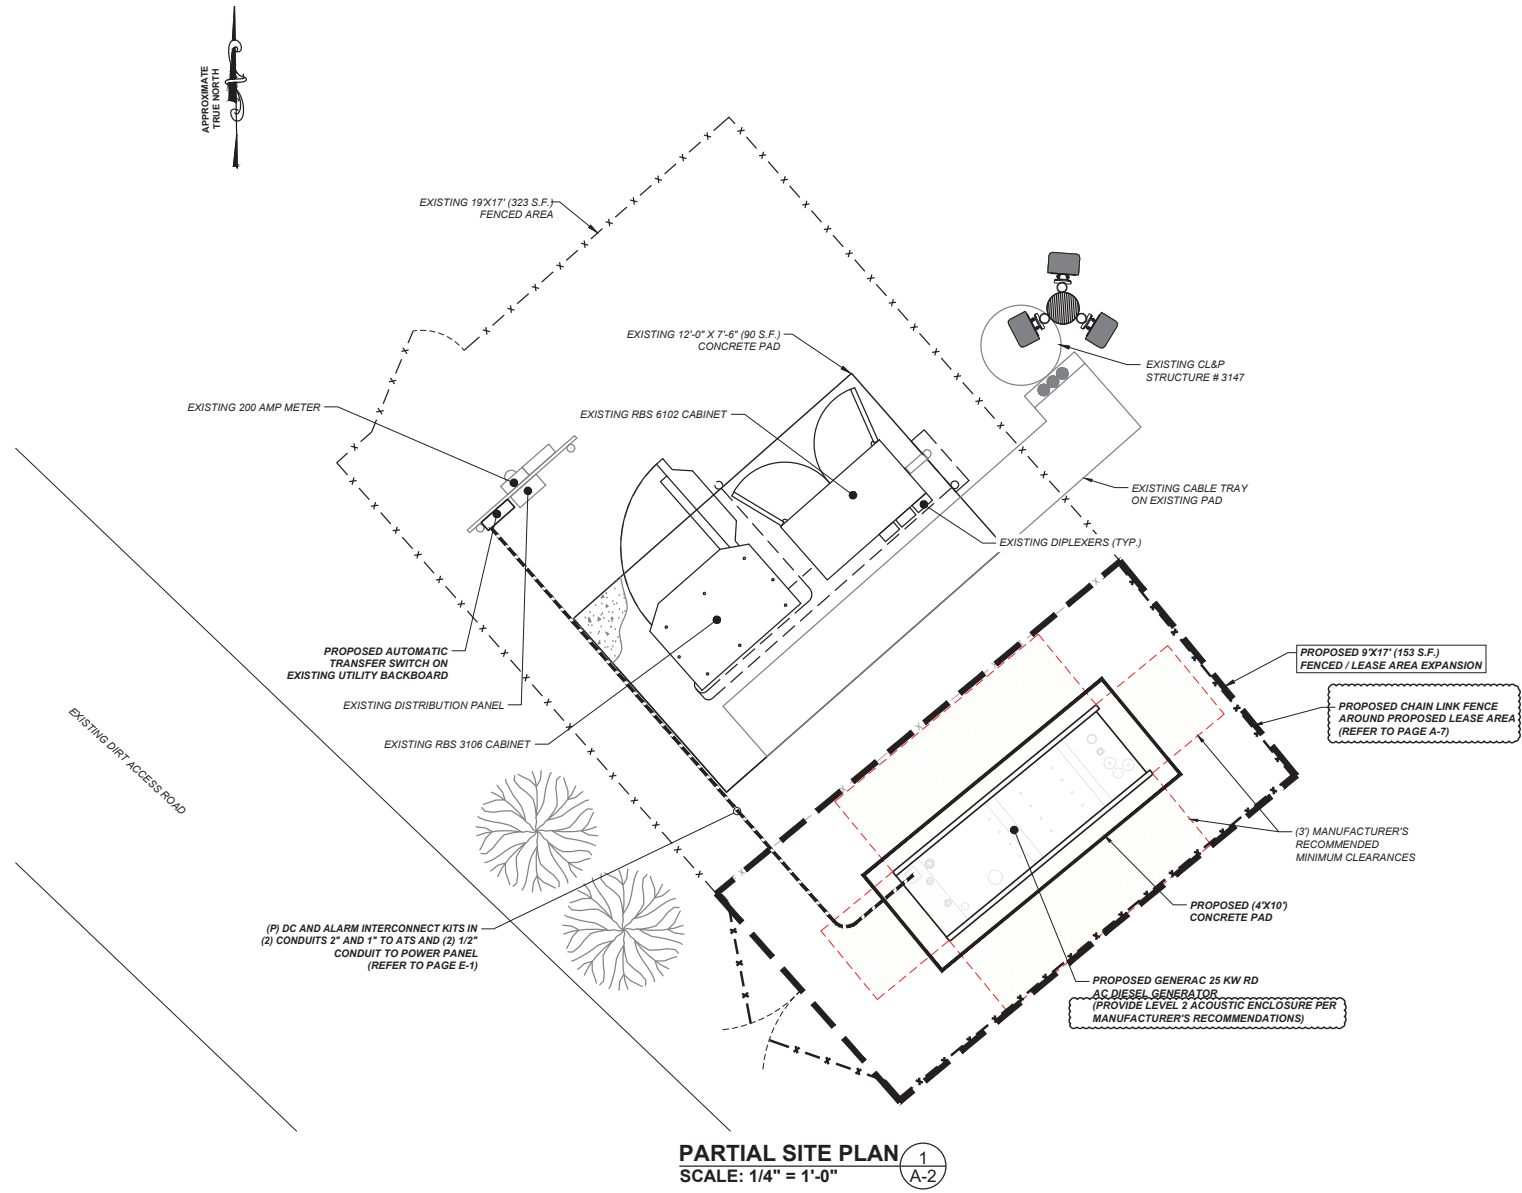 APPROXIMATE
TRUE NORTH
EXISTING 19'X17' (323 S.F.)
FENCED AREA
EXISTING 12'-0" X 7'-6" (90 S.F.)
CONCRETE PAD
EXISTING CL&P
STRUCTURE # 3147
EXISTING 200 AMP METER
EXISTING RBS 6102 CABINET
EXISTING CABLE TRAY
ON EXISTING PAD
EXISTING DIPLEXERS (TYP.)
PROPOSED AUTOMATIC
TRANSFER SWITCH ON
EXISTING UTILITY BACKBOARD
PROPOSED 9'X17' (153 S.F.)
FENCED / LEASE AREA EXPANSION
EXISTING DISTRIBUTION PANEL
PROPOSED CHAIN LINK FENCE
AROUND PROPOSED LEASE AREA
(REFER TO PAGE A-7)
EXISTING RBS 3106 CABINET
EXISTING DIRT ACCESS ROAD
(3') MANUFACTURER'S
RECOMMENDED
MINIMUM CLEARANCES
PROPOSED (4'X10')
CONCRETE PAD
(P) DC AND ALARM INTERCONNECT KITS IN
(2) CONDUITS 2" AND 1" TO ATS AND (2) 1/2"
CONDUIT TO POWER PANEL
(REFER TO PAGE E-1)
PROPOSED GENERAC 25 KW RD
AC DIESEL GENERATOR
(PROVIDE LEVEL 2 ACOUSTIC ENCLOSURE PER
MANUFACTURER'S RECOMMENDATIONS)
PARTIAL SITE PLAN
SCALE: 1/4" = 1'-0"
1
A-2